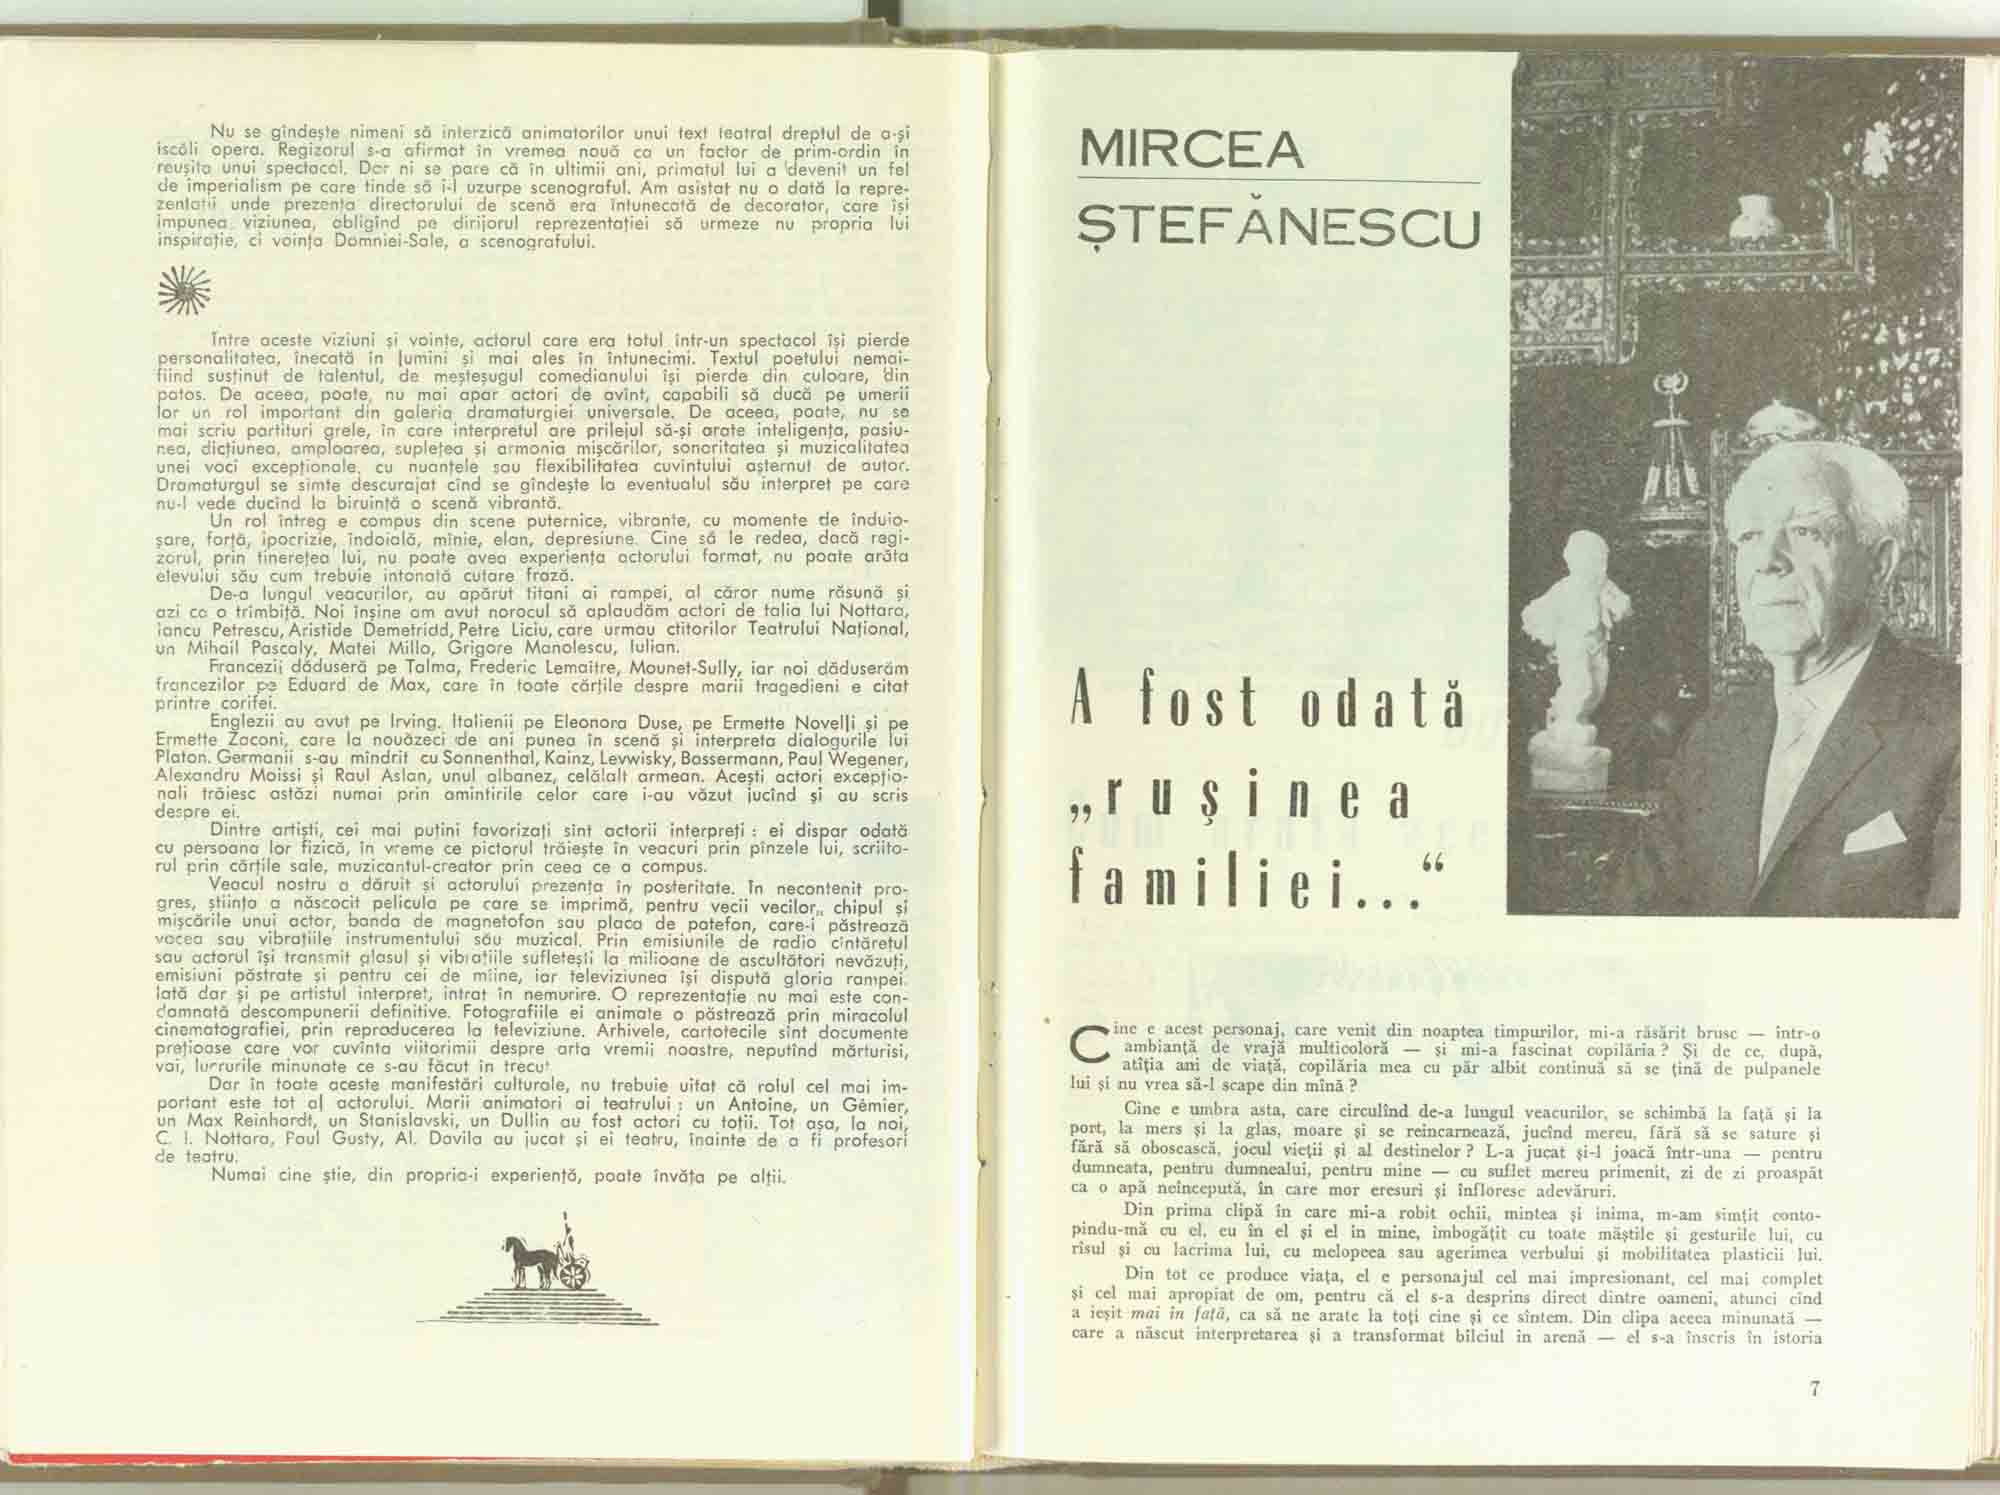 Nu se gîndește nimeni să interzică animatorilor unui text teatral dreptul de a-și
iscăli opera. Regizorul s-a afirmat în vremea nouă ca un factor de prim-ordin în
reușita unui spectacol. Dar ni se pare că în ultimii ani, primatul lui a devenit un fel
de imperialism pe care tinde să i-l uzurpe scenograful. Am asistat nu o dată la repre-
zentații unde prezența directorului de scenă era întunecată de decorator, care își
impunea viziunea, obligînd pe dirijorul reprezentației să urmeze nu propria lui
inspirație, ci voința Domniei-Sale, a scenografului.
Între aceste viziuni și voințe, actorul care era totul într-un spectacol își pierde
personalitatea, înecată în lumini și mai ales în întunecimi. Textul poetului nemai-
fiind susținut de talentul, de meșteșugul comedianului își pierde din culoare, din
patos. De aceea, poate, nu mai apar actori de avînt, capabili să ducă pe umerii
lor un rol important din galeria dramaturgiei universale. De aceea, poate, nu se
mai scriu partituri grele, în care interpretul are prilejul să-și arate inteligența, pasiu-
nea, dicțiunea, amploarea, suplețea și armonia mișcărilor, sonoritatea și muzicalitatea
unei voci excepționale, cu nuanțele sau flexibilitatea cuvîntului așternut de autor.
Dramaturgul se simte descurajat cînd se gîndește la eventualul său interpret pe care
nu-l vede ducînd la biruință o scenă vibrantă.
Un rol întreg e compus din scene puternice, vibrante, cu momente de înduio-
șare, forță, ipocrizie, îndoială, mînie, elan, depresiune. Cine să le redea, dacă regi-
zorul, prin tinerețea lui, nu poate avea experiența actorului format, nu poate arăta
elevului său cum trebuie intonată cutare frază.
De-a lungul veacurilor, au apărut titani ai rampei, al căror nume răsună și
azi ca o trîmbiță. Noi înșine am avut norocul să aplaudăm actori de talia lui Nottara,
Iancu Petrescu, Aristide Demetridd, Petre Liciu, care urmau ctitorilor Teatrului Național,
un Mihail Pascaly, Matei Millo, Grigore Manolescu, Iulian.
Francezii dăduseră pe Talma, Frederic Lemaître, Mounet-Sully, iar noi dăduserăm
francezilor pe Eduard de Max, care în toate cărțile despre marii tragedieni e citat
printre corifei.
Englezii au avut pe Irving. Italienii pe Eleonora Duse, pe Ermette Novelli și pe
Ermette Zaconi, care la nouăzeci de ani punea în scenă și interpreta dialogurile lui
Platon. Germanii s-au mîndrit cu Sonnenthal, Kainz, Levwisky, Bassermann, Paul Wegener,
Alexandru Moissi și Raul Aslan, unul albanez, celălalt armean. Acești actori excepțio-
nali trăiesc astăzi numai prin amintirile celor care i-au văzut jucînd și au scris
despre ei.
Dintre artiști, cei mai puțini favorizați sînt actorii interpreți : ei dispar odată
cu persoana lor fizică, în vreme ce pictorul trăiește în veacuri prin pînzele lui, scriito-
rul prin cărțile sale, muzicantul-creator prin ceea ce a compus.
Veacul nostru a dăruit și actorului prezența în posteritate. În necontenit pro-
gres, știința a născocit pelicula pe care se imprimă, pentru vecii vecilor,, chipul și
mișcările unui actor, banda de magnetofon sau placa de patefon, care-i păstrează
vocea sau vibrațiile instrumentului său muzical. Prin emisiunile de radio cîntărețul
sau actorul își transmit glasul și vibrațiile sufletești la milioane de ascultători nevăzuți,
emisiuni păstrate și pentru cei de mîine, iar televiziunea își dispută gloria rampei.
Iată dar și pe artistul interpret, intrat în nemurire. O reprezentație nu mai este con-
damnată descompunerii definitive. Fotografiile ei animate o păstrează prin miracolul
cinematografiei, prin reproducerea la televiziune. Arhivele, cartotecile sînt documente
prețioase care vor cuvînta viitorimii despre arta vremii noastre, neputînd mărturisi,
vai, lucrurile minunate ce s-au făcut în trecut
Dar în toate aceste manifestări culturale, nu trebuie uitat că rolul cel mai im-
portant este tot al actorului. Marii animatori ai teatrului : un Antoine, un Gémier,
un Max Reinhardt, un Stanislavski, un Dullin au fost actori cu toții. Tot așa, la noi,
C. I. Nottara, Paul Gusty, Al. Davila au jucat și ei teatru, înainte de a fi profesori
de teatru.
Numai cine știe, din propria-i experiență, poate învăța pe alții.
MIRCEA
ȘTEFĂNESCU
A fost odată
„rușinea
familiei...“
Cine e acest personaj, care venit din noaptea timpurilor, mi-a răsărit brusc — într-o
ambianță de vrajă multicoloră — și mi-a fascinat copilăria ? Și de ce, după,
atîția ani de viață, copilăria mea cu păr albit continuă să se țină de pulpanele
lui și nu vrea să-l scape din mînă ?
Cine e umbra asta, care circulînd de-a lungul veacurilor, se schimbă la față și la
port, la mers și la glas, moare și se reincarnează, jucînd mereu, fără să se sature și
fără să obosească, jocul vieții și al destinelor ? L-a jucat și-l joacă într-una — pentru
dumneata, pentru dumnealui, pentru mine — cu suflet mereu primenit, zi de zi proaspăt
ca o apă neîncepută, în care mor eresuri și înfloresc adevăruri.
Din prima clipă în care mi-a robit ochii, mintea și inima, m-am simțit conto-
pindu-mă cu el, eu în el și el in mine, îmbogățit cu toate măștile și gesturile lui, cu
rîsul și cu lacrima lui, cu melopeea sau agerimea verbului și mobilitatea plasticii lui.
Din tot ce produce viața, el e personajul cel mai impresionant, cel mai complet
și cel mai apropiat de om, pentru că el s-a desprins direct dintre oameni, atunci cînd
a ieșit mai în față, ca să ne arate la toți cine și ce sîntem. Din clipa aceea minunată —
care a născut interpretarea și a transformat bîlciul in arenă — el s-a înscris în istoria
7